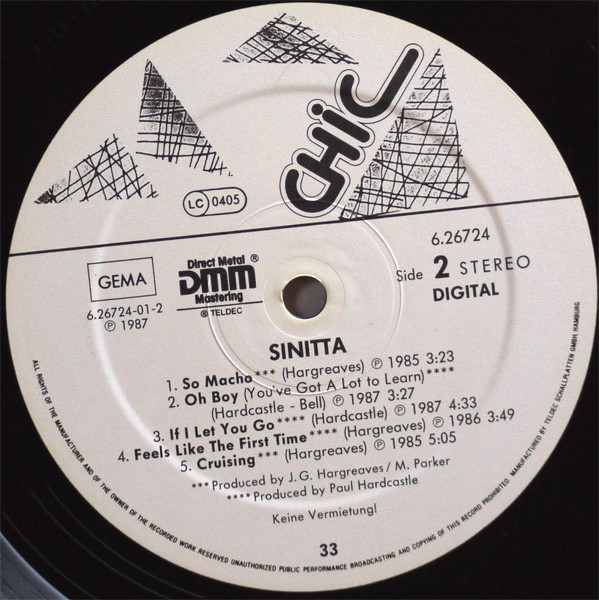 CHIC
LC 0405
6.26724
Side 2 STEREO
DIGITAL
GEMA
6.26724-01-2
℗ 1987
Direct Metal ®
DMM
Mastering
® TELDEC
SINITTA
1. So Macho*** (Hargreaves) ℗ 1985 3:23
2. Oh Boy (You've Got A Lot to Learn)****
(Hardcastle - Bell) ℗ 1987 3:27
3. If I Let You Go**** (Hardcastle) ℗ 1987 4:33
4. Feels Like The First Time**** (Hargreaves) ℗ 1986 3:49
5. Cruising*** (Hargreaves) ℗ 1985 5:05
*** Produced by J. G. Hargreaves / M. Parker
**** Produced by Paul Hardcastle
Keine Vermietung!
33
ALL RIGHTS OF THE MANUFACTURER AND OF THE OWNER OF THE RECORDED WORK RESERVED UNAUTHORIZED PUBLIC PERFORMANCE BROADCASTING AND COPYING OF THIS RECORD PROHIBITED. MANUFACTURED BY TELDEC SCHALLPLATTEN GMBH, HAMBURG